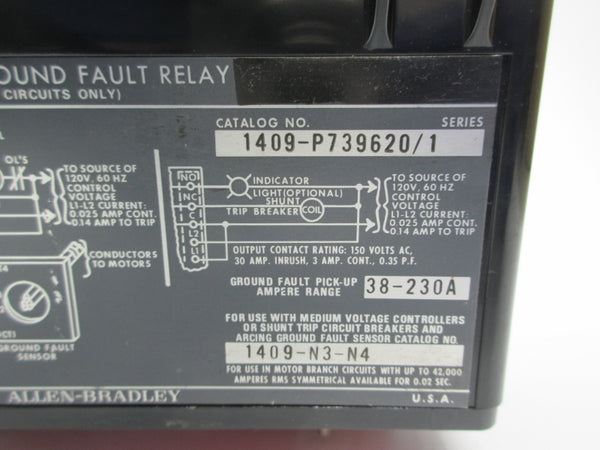 OUND FAULT RELAY
CIRCUITS ONLY)
CATALOG NO. SERIES
1409-P739620/1
OL'S
TO SOURCE OF
120V, 60 HZ
CONTROL
VOLTAGE
L1-L2 CURRENT:
0.025 AMP CONT.
0.14 AMP TO TRIP
CONDUCTORS
TO MOTORS
GROUND FAULT
SENSOR
NO
NC
C
L2
L1
INDICATOR
LIGHT(OPTIONAL)
SHUNT
TRIP BREAKER COIL
TO SOURCE OF
120V, 60 HZ
CONTROL
VOLTAGE
L1-L2 CURRENT:
0.025 AMP CONT.
0.14 AMP TO TRIP
OUTPUT CONTACT RATING: 150 VOLTS AC,
30 AMP. INRUSH, 3 AMP. CONT., 0.35 P.F.
GROUND FAULT PICK-UP
AMPERE RANGE 38-230A
FOR USE WITH MEDIUM VOLTAGE CONTROLLERS
OR SHUNT TRIP CIRCUIT BREAKERS AND
ARCING GROUND FAULT SENSOR CATALOG NO.
1409-N3-N4
FOR USE IN MOTOR BRANCH CIRCUITS WITH UP TO 42,000
AMPERES RMS SYMMETRICAL AVAILABLE FOR 0.02 SEC.
ALLEN-BRADLEY U.S.A.